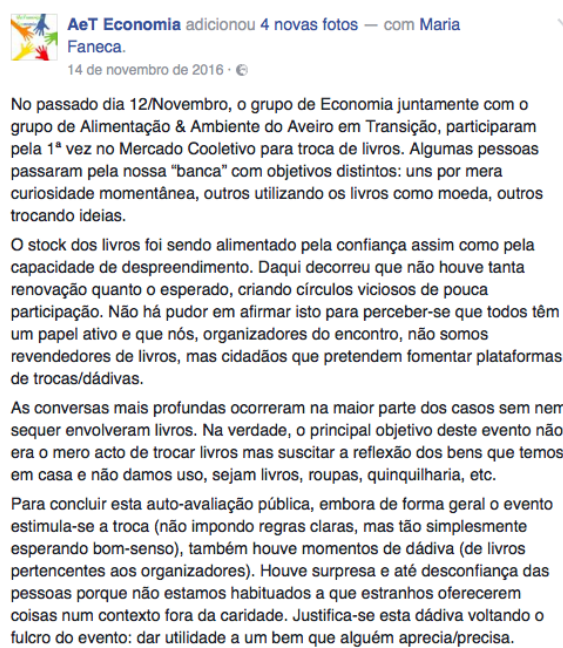 AeT Economia adicionou 4 novas fotos — com Maria
Faneca.
14 de novembro de 2016 ·
No passado dia 12/Novembro, o grupo de Economia juntamente com o
grupo de Alimentação & Ambiente do Aveiro em Transição, participaram
pela 1ª vez no Mercado Cooletivo para troca de livros. Algumas pessoas
passaram pela nossa “banca” com objetivos distintos: uns por mera
curiosidade momentânea, outros utilizando os livros como moeda, outros
trocando ideias.
O stock dos livros foi sendo alimentado pela confiança assim como pela
capacidade de despreendimento. Daqui decorreu que não houve tanta
renovação quanto o esperado, criando círculos viciosos de pouca
participação. Não há pudor em afirmar isto para perceber-se que todos têm
um papel ativo e que nós, organizadores do encontro, não somos
revendedores de livros, mas cidadãos que pretendem fomentar plataformas
de trocas/dádivas.
As conversas mais profundas ocorreram na maior parte dos casos sem nem
sequer envolveram livros. Na verdade, o principal objetivo deste evento não
era o mero acto de trocar livros mas suscitar a reflexão dos bens que temos
em casa e não damos uso, sejam livros, roupas, quinquilharia, etc.
Para concluir esta auto-avaliação pública, embora de forma geral o evento
estimula-se a troca (não impondo regras claras, mas tão simplesmente
esperando bom-senso), também houve momentos de dádiva (de livros
pertencentes aos organizadores). Houve surpresa e até desconfiança das
pessoas porque não estamos habituados a que estranhos oferecerem
coisas num contexto fora da caridade. Justifica-se esta dádiva voltando o
fulcro do evento: dar utilidade a um bem que alguém aprecia/precisa.